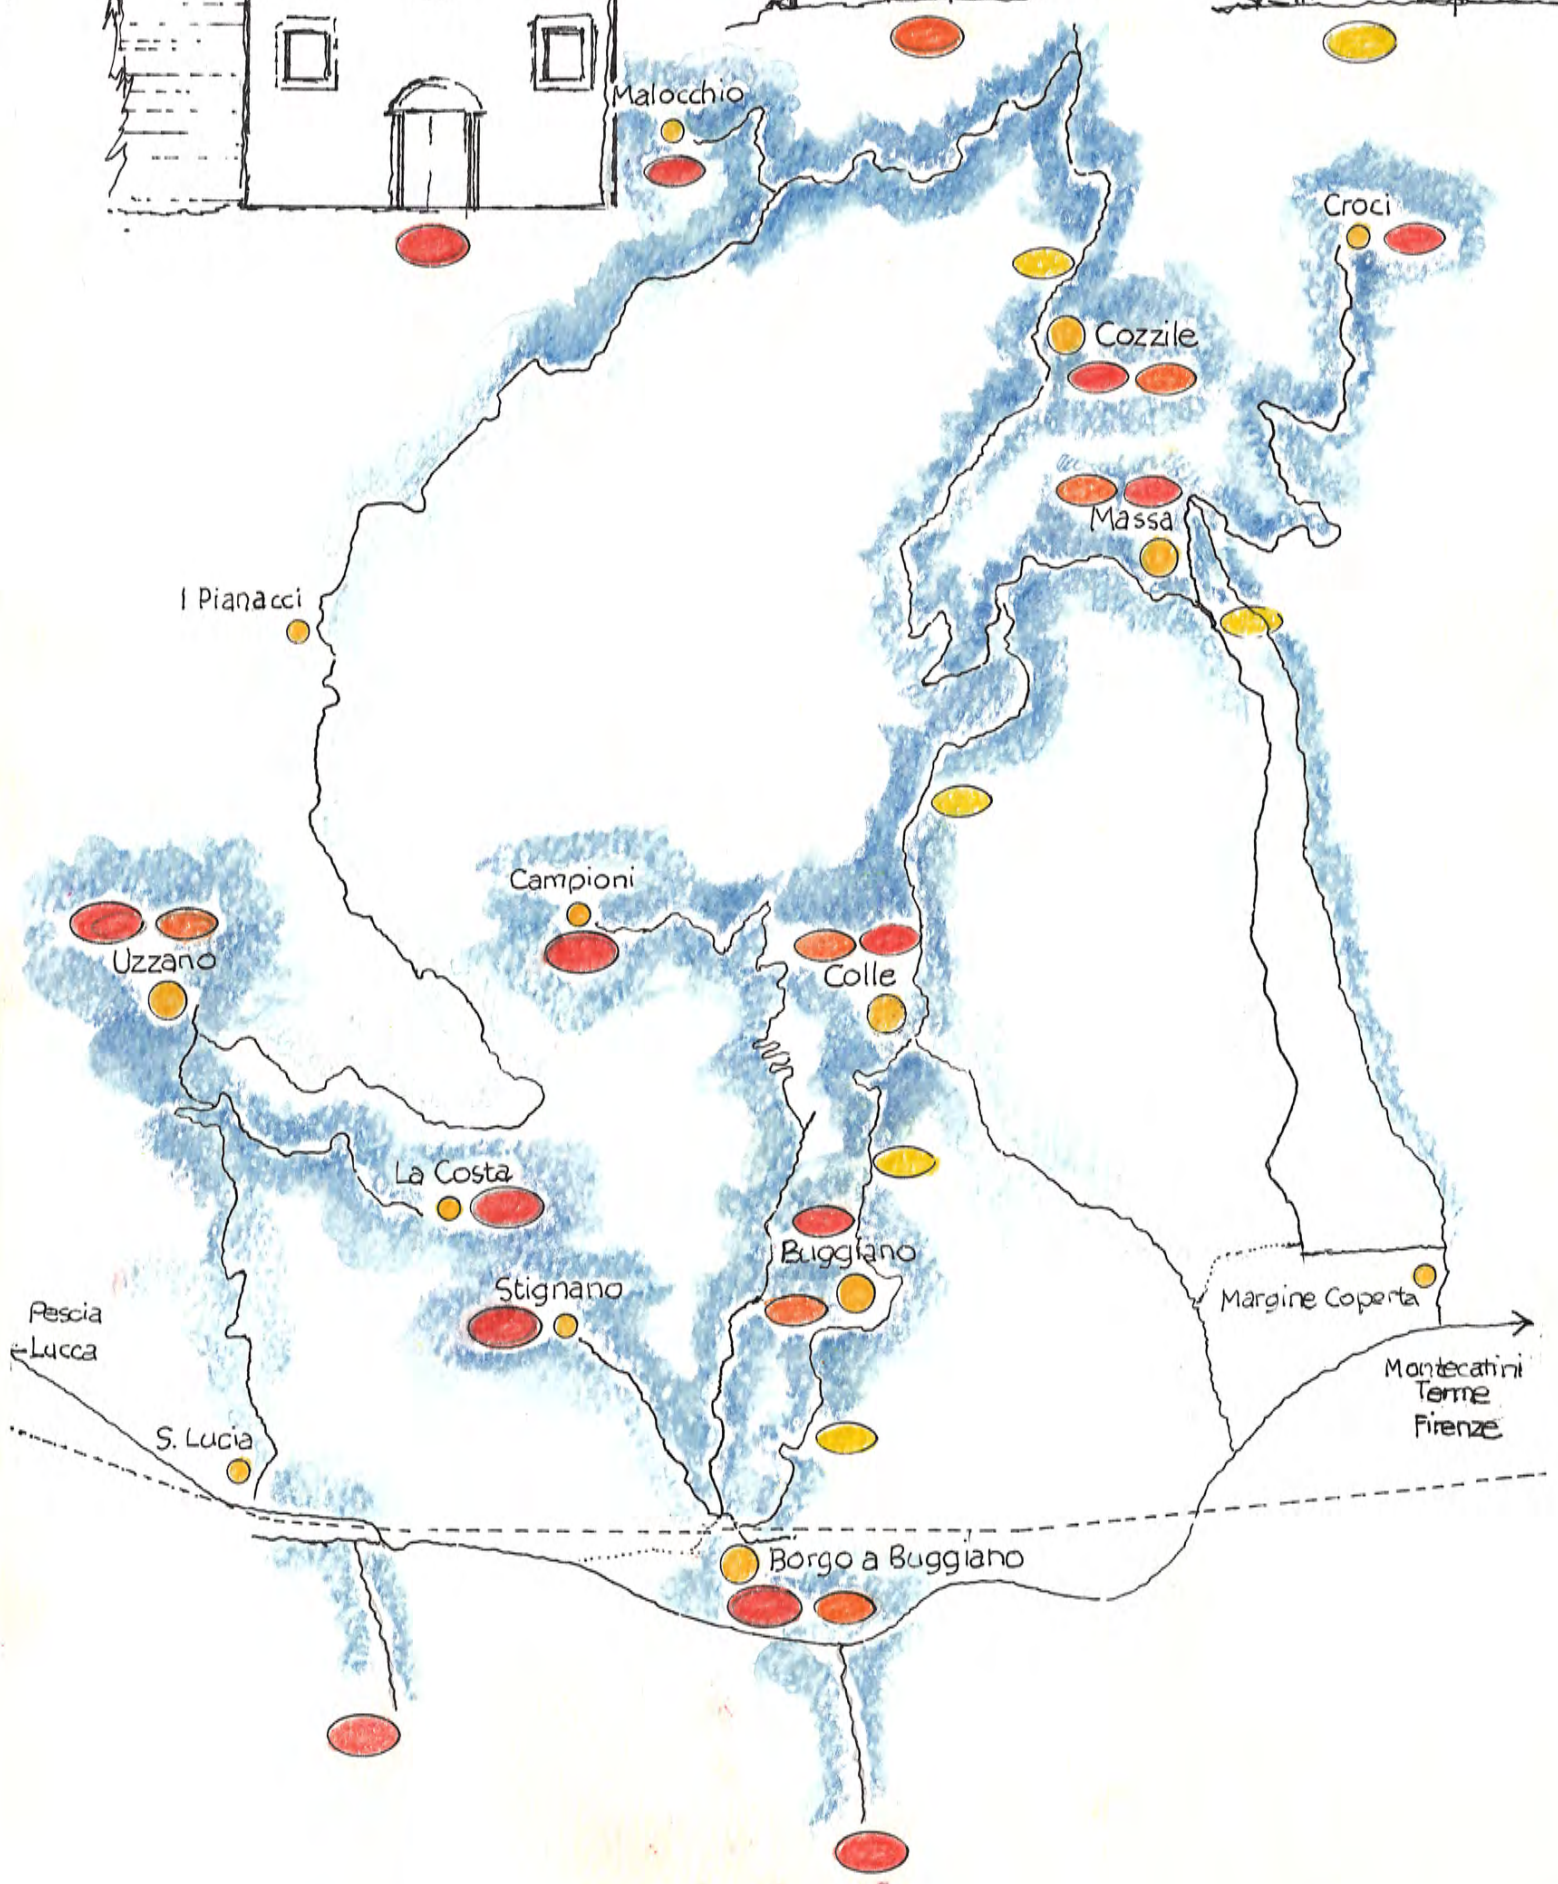 Malocchio
Croci
Cozzile
Massa
I Pianacci
Campioni
Uzzano
Colle
La Costa
Buggiano
Stignano
Margine Coperta
Pescia
Lucca
Montecatini
Terme
Firenze
S. Lucia
Borgo a Buggiano